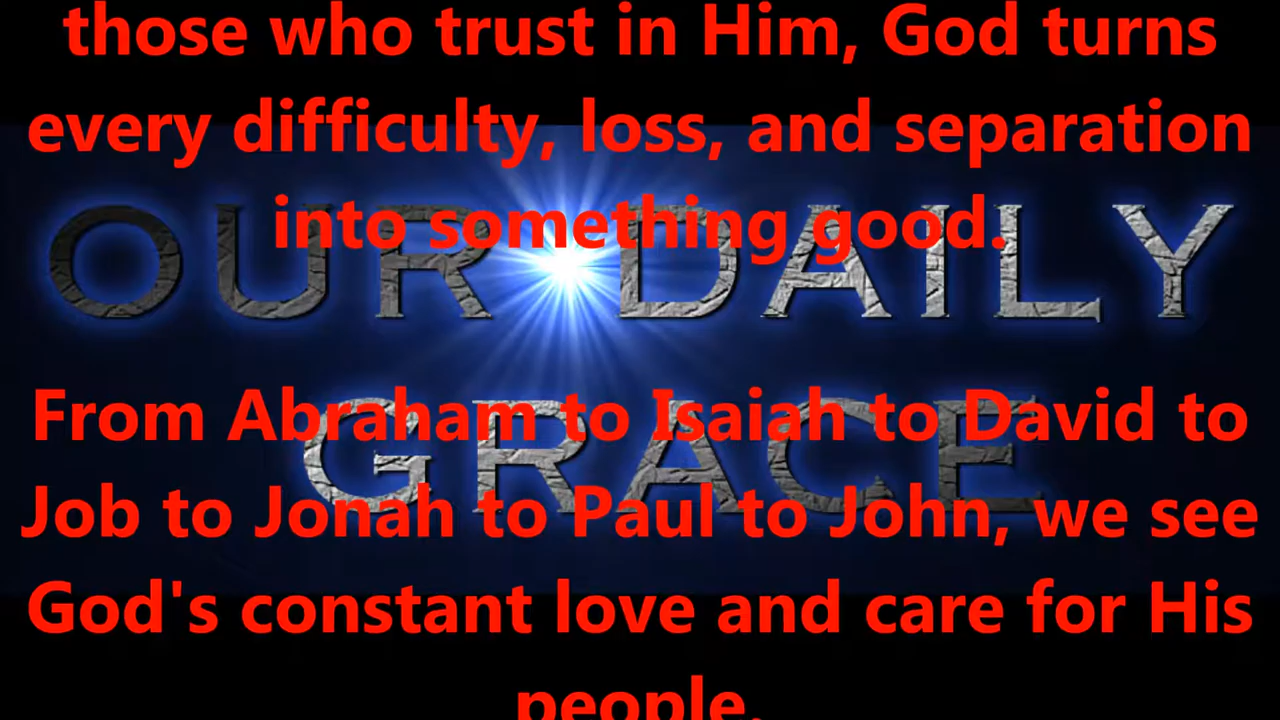 those who trust in Him, God turns
every difficulty, loss, and separation
into something good.
OUR DAILY
From Abraham to Isaiah to David to
GRACE
Job to Jonah to Paul to John, we see
God's constant love and care for His
people.